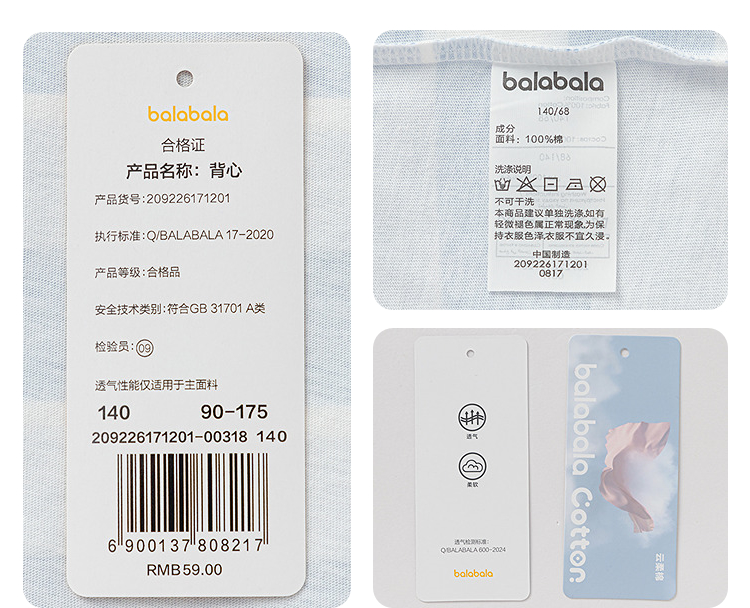 balabala
合格证
产品名称：背心
产品货号:209226171201
执行标准:Q/BALABALA 17-2020
产品等级:合格品
安全技术类别:符合GB 31701 A类
检验员:09
透气性能仅适用于主面料
140 90-175
209226171201-00318 140
6 900137 808217
RMB59.00
balabala
140/68
成分
面料: 100%棉
洗涤说明
不可干洗
本商品建议单独洗涤,如有
轻微褪色属正常现象,为保
持衣服色泽,衣服不宜久浸。
中国制造
209226171201
0817
透气
柔软
透气检测标准:
Q/BALABALA 600-2024
balabala
balabala Cotton
云柔棉